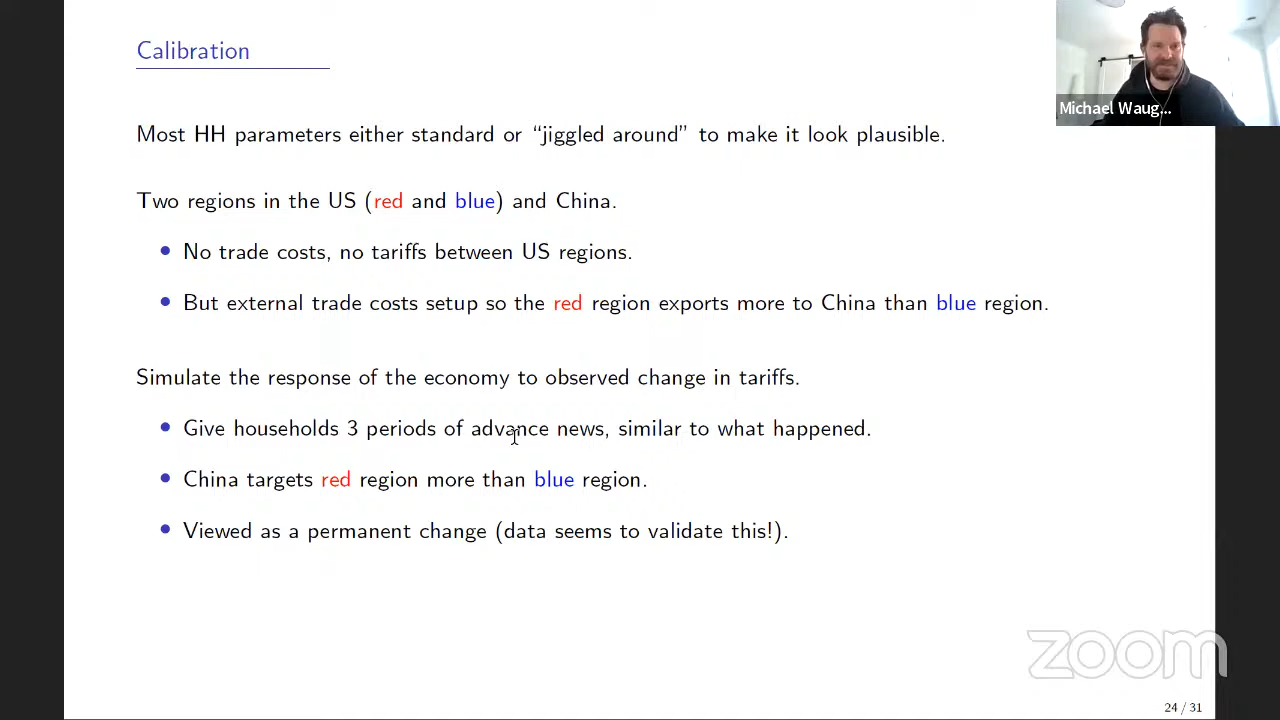 Calibration
Michael Waug...
Most HH parameters either standard or “jiggled around” to make it look plausible.
Two regions in the US (red and blue) and China.
• No trade costs, no tariffs between US regions.
• But external trade costs setup so the red region exports more to China than blue region.
Simulate the response of the economy to observed change in tariffs.
• Give households 3 periods of advance news, similar to what happened.
• China targets red region more than blue region.
• Viewed as a permanent change (data seems to validate this!).
zoom
24 / 31